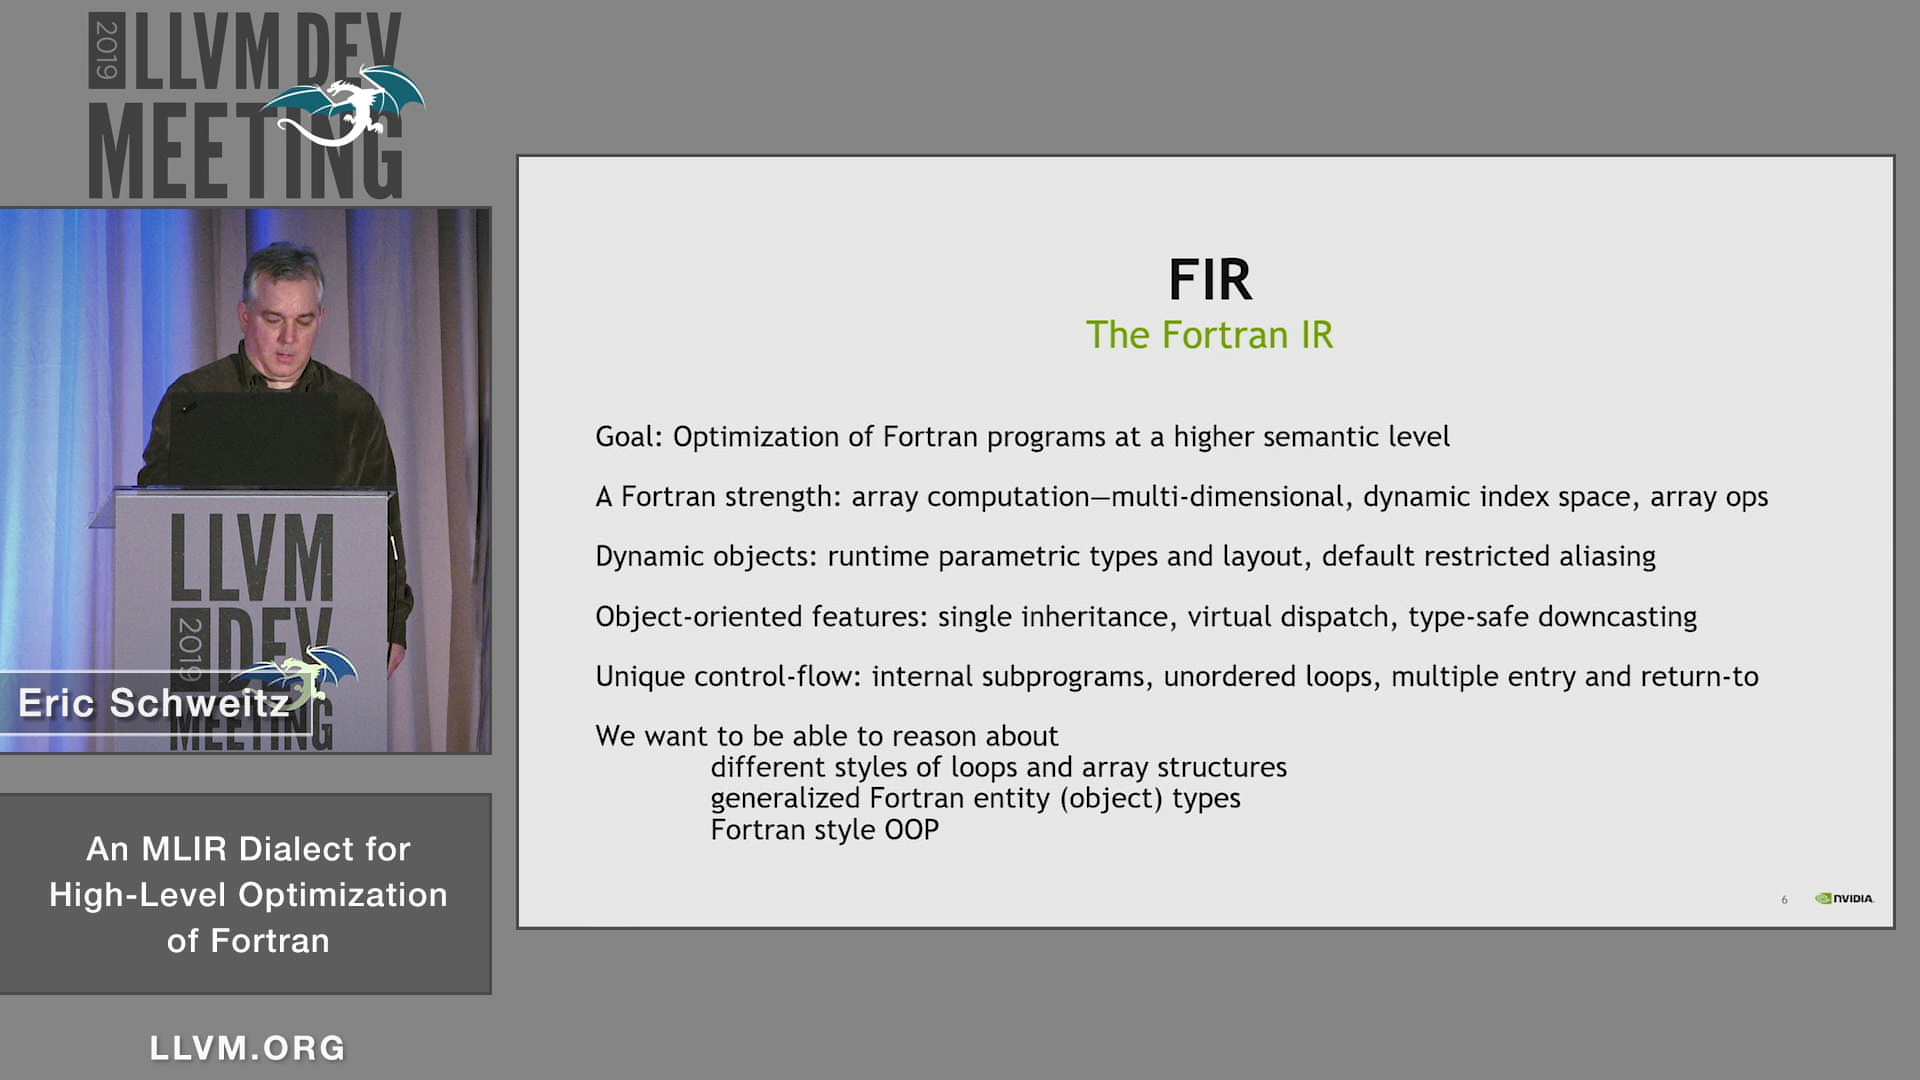 2019 LLVM DEV
MEETING
LLVM
2019 DEV
MEETING
Eric Schweitz
An MLIR Dialect for
High-Level Optimization
of Fortran
LLVM.ORG
FIR
The Fortran IR
Goal: Optimization of Fortran programs at a higher semantic level
A Fortran strength: array computation—multi-dimensional, dynamic index space, array ops
Dynamic objects: runtime parametric types and layout, default restricted aliasing
Object-oriented features: single inheritance, virtual dispatch, type-safe downcasting
Unique control-flow: internal subprograms, unordered loops, multiple entry and return-to
We want to be able to reason about
different styles of loops and array structures
generalized Fortran entity (object) types
Fortran style OOP
6
NVIDIA